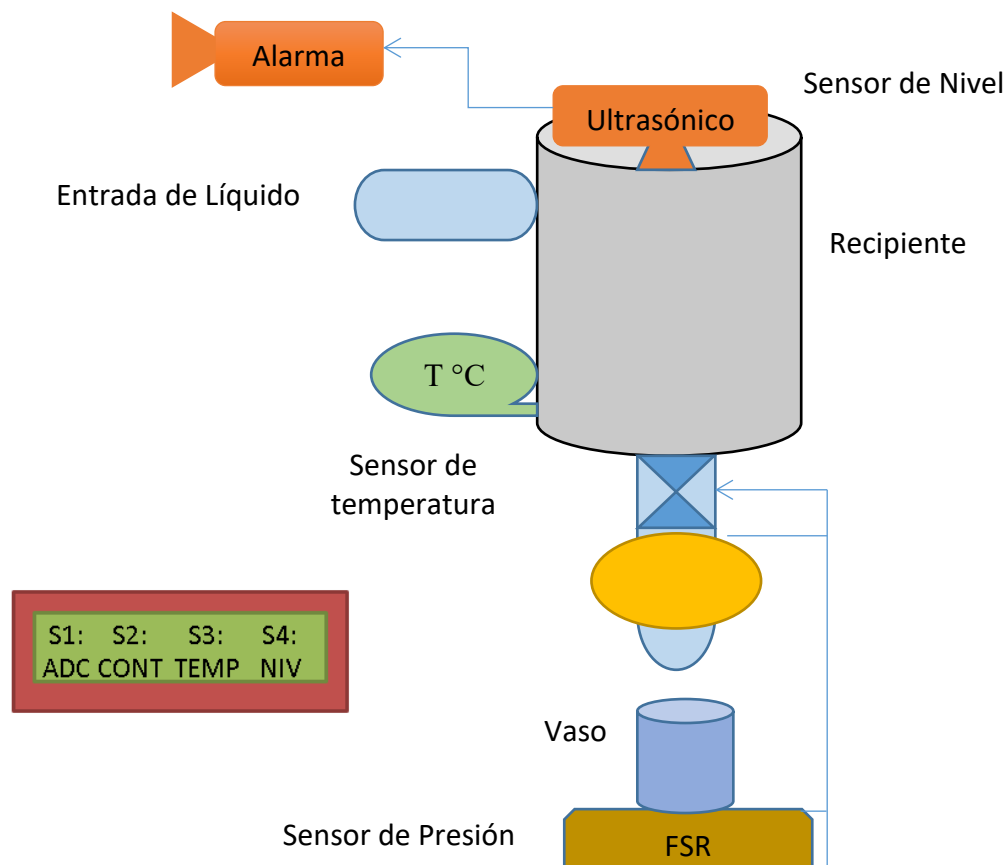 Alarma
Sensor de Nivel
Ultrasónico
Entrada de Líquido
Recipiente
T °C
Sensor de
temperatura
S1: S2: S3: S4:
ADC CONT TEMP NIV
Vaso
Sensor de Presión
FSR